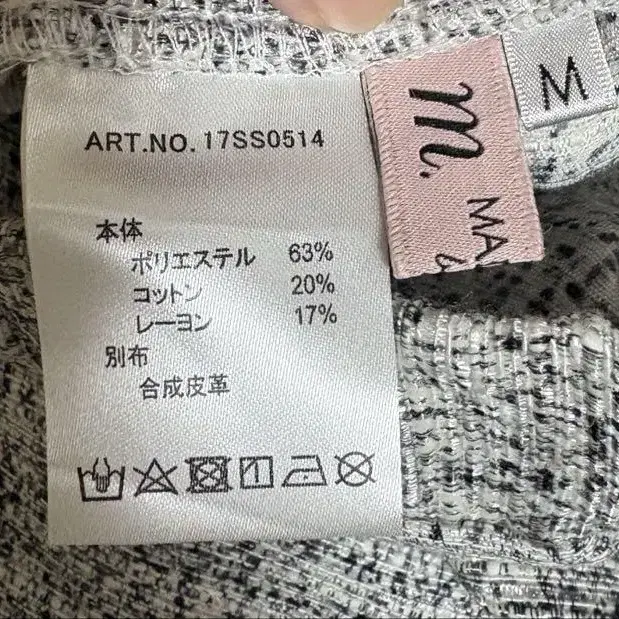 ART.NO. 17SS0514
本体
ポリエステル 63%
コットン 20%
レーヨン 17%
別布
合成皮革
m.
M